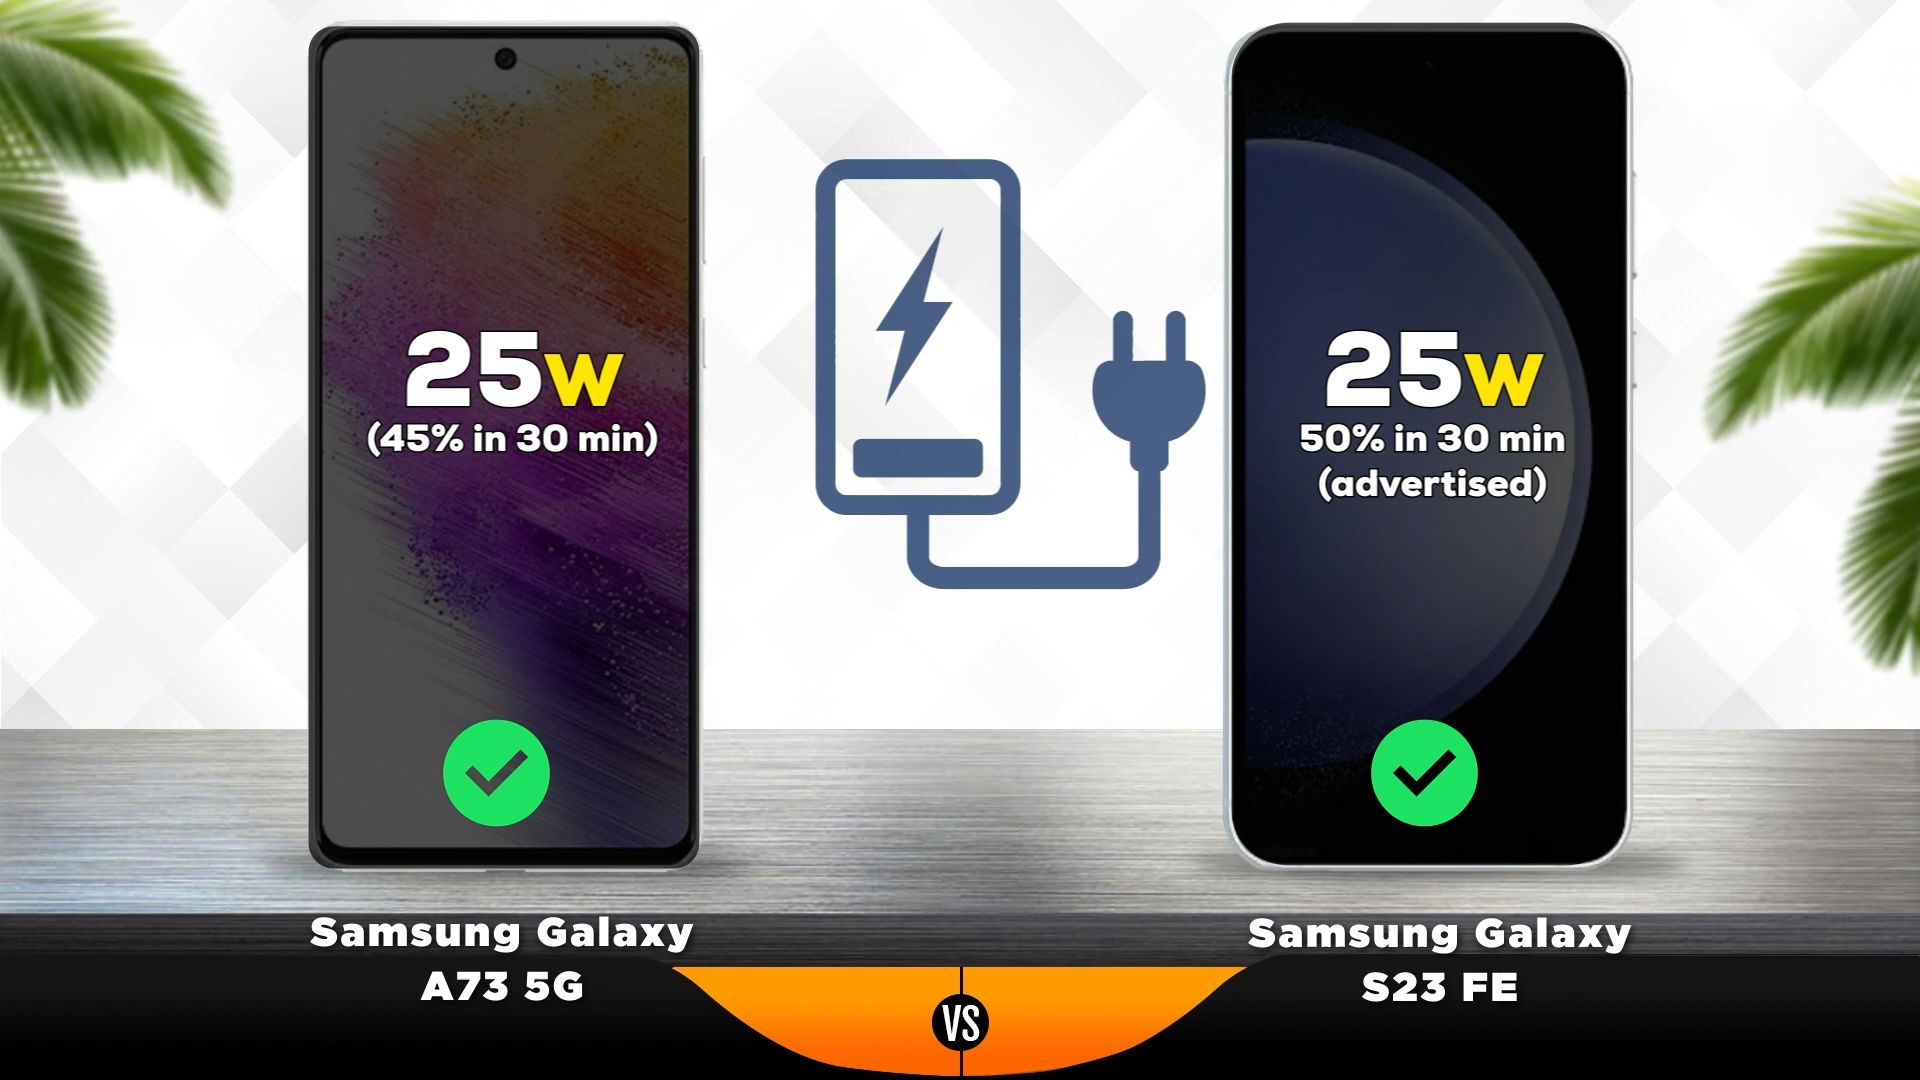 25W
(45% in 30 min)
25W
50% in 30 min
(advertised)
Samsung Galaxy
A73 5G
VS
Samsung Galaxy
S23 FE